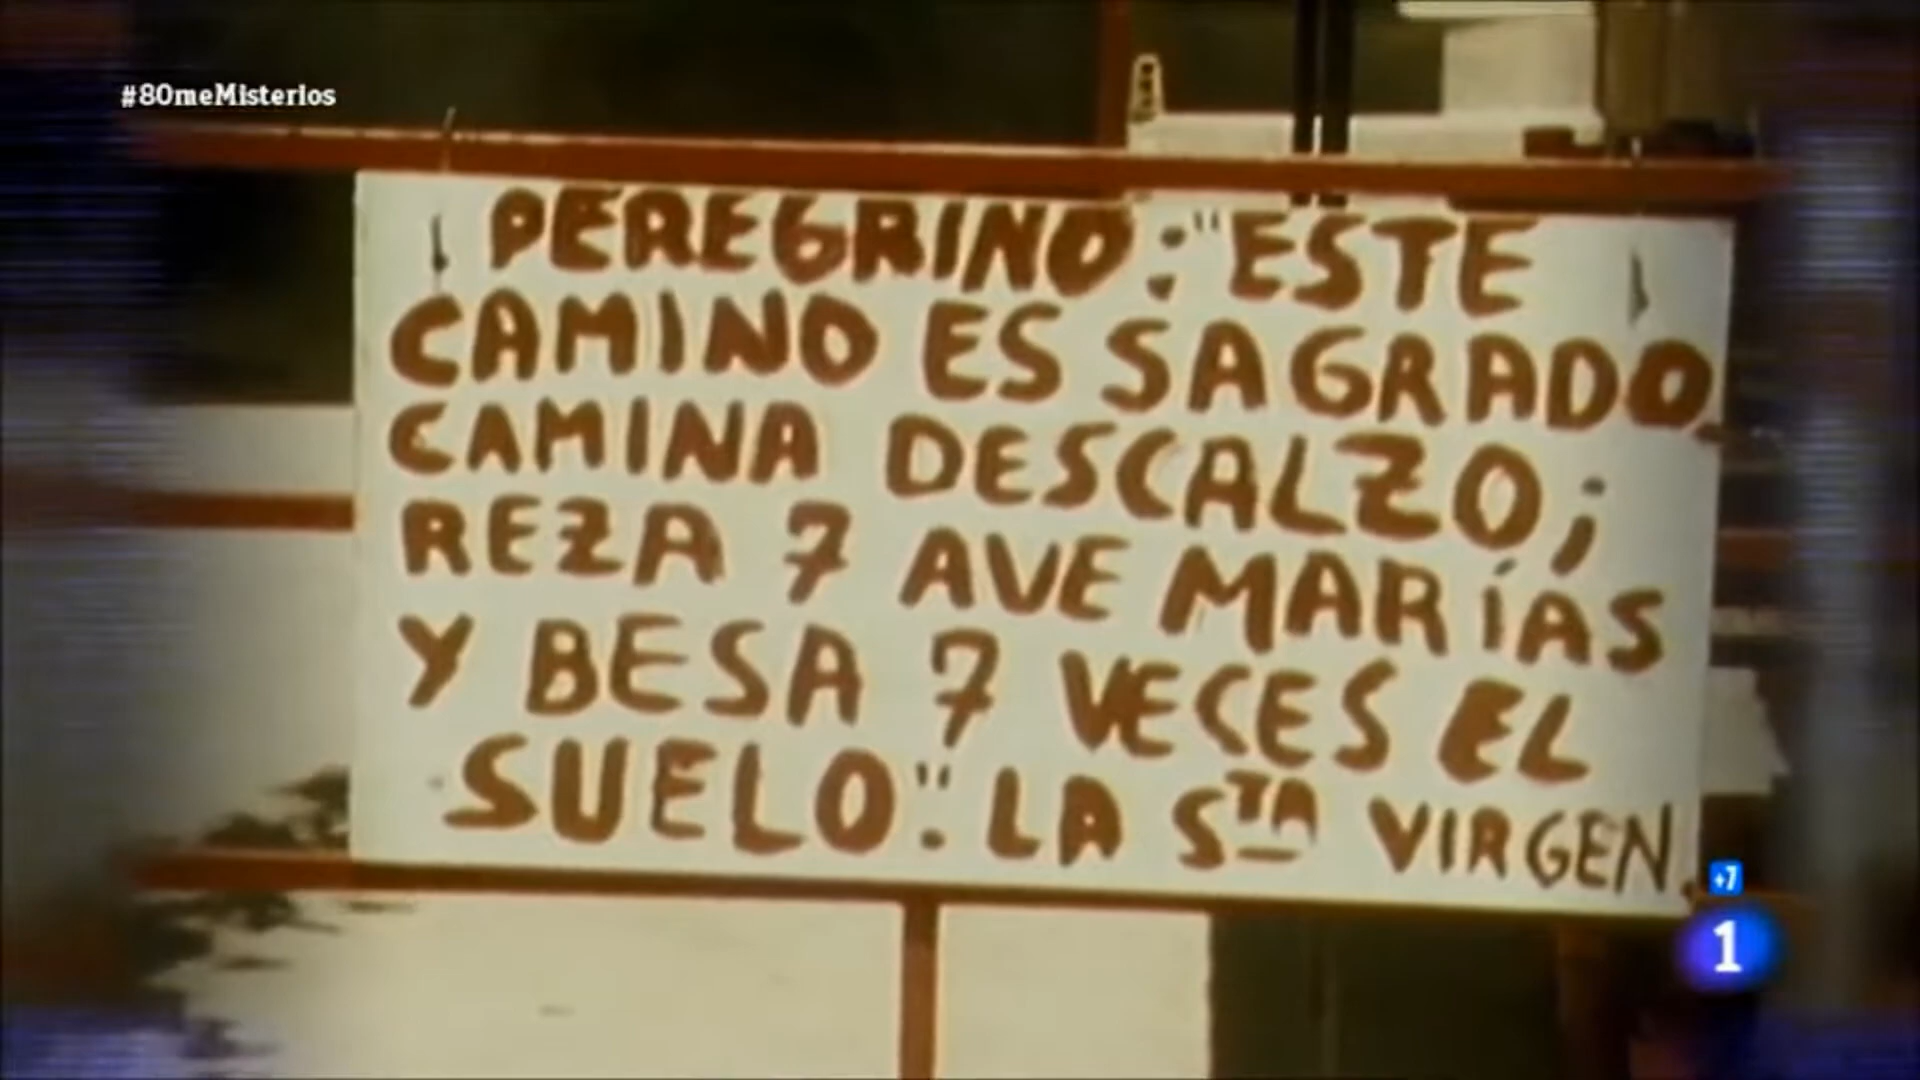 #80meMisterios
PEREGRINO: "ESTE
CAMINO ES SAGRADO.
CAMINA DESCALZO;
REZA 7 AVE MARÍAS
Y BESA 7 VECES EL
SUELO". LA STA VIRGEN.
+7
1